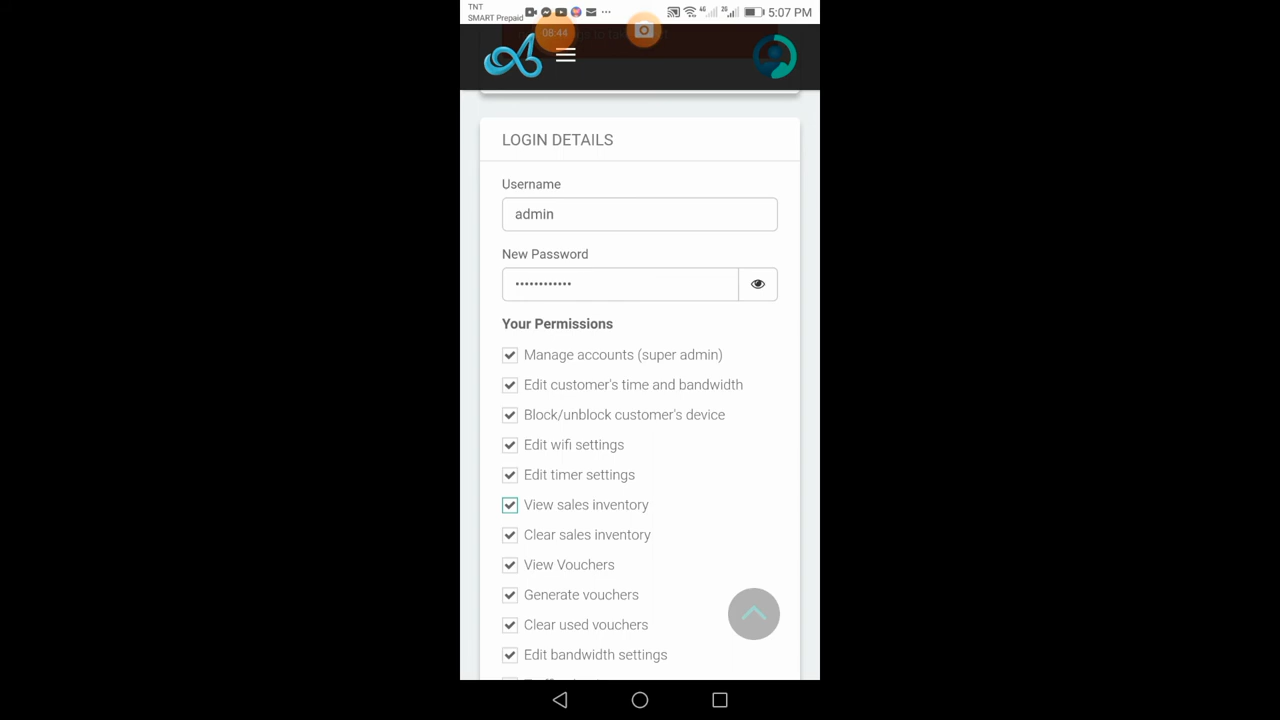 TNT
SMART Prepaid
5:07 PM
08:44
LOGIN DETAILS
Username
admin
New Password
••••••••••••
Your Permissions
Manage accounts (super admin)
Edit customer's time and bandwidth
Block/unblock customer's device
Edit wifi settings
Edit timer settings
View sales inventory
Clear sales inventory
View Vouchers
Generate vouchers
Clear used vouchers
Edit bandwidth settings